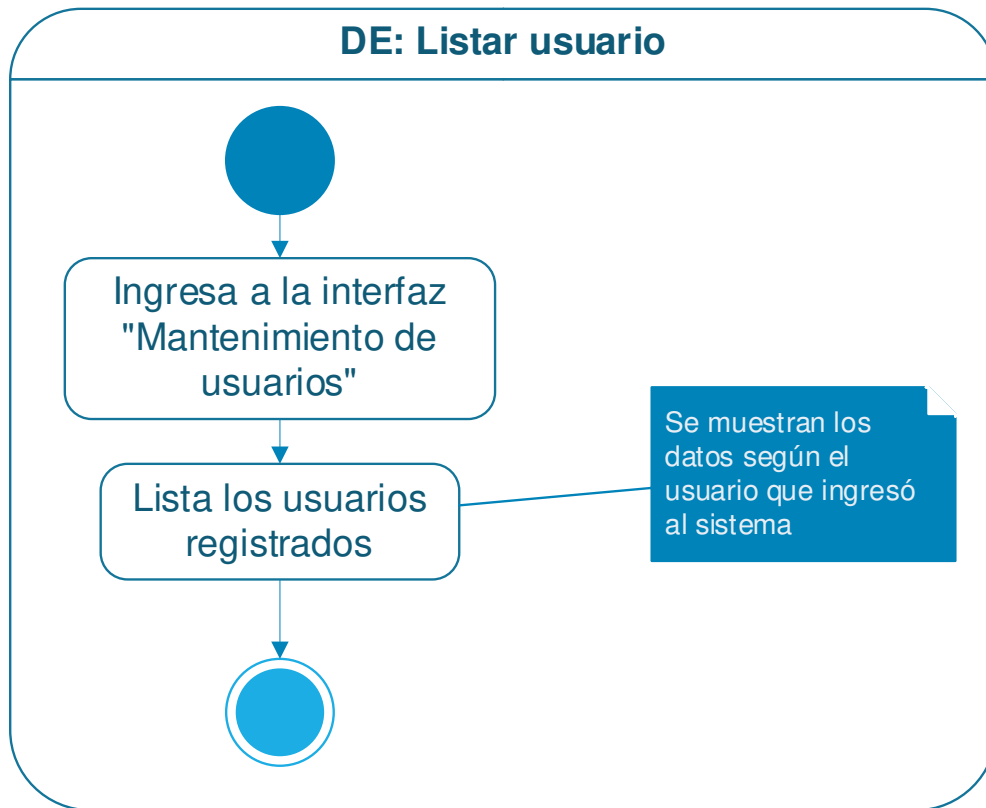 DE: Listar usuario
Ingresa a la interfaz
"Mantenimiento de
usuarios"
Lista los usuarios
registrados
Se muestran los
datos según el
usuario que ingresó
al sistema